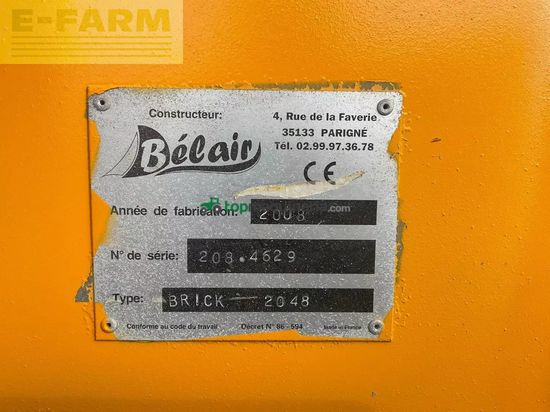 E-FARM
Constructeur:
4, Rue de la Faverie
35133 PARIGNÉ
Tél. 02.99.97.36.78
Bélair
CE
Année de fabrication: 2008
.com
N° de série: 208.4629
Type: BRICK - 2048
Conforme au code du travail Décret N° 86 - 594 Made in France